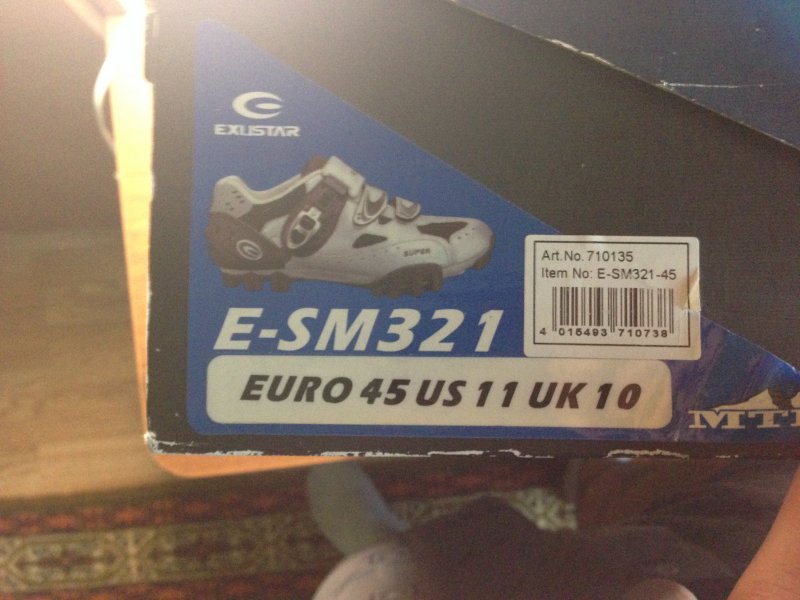 EXUSTAR
SUPER
Art.No. 710135
Item No: E-SM321-45
4 015493 710738
E-SM321
EURO 45 US 11 UK 10